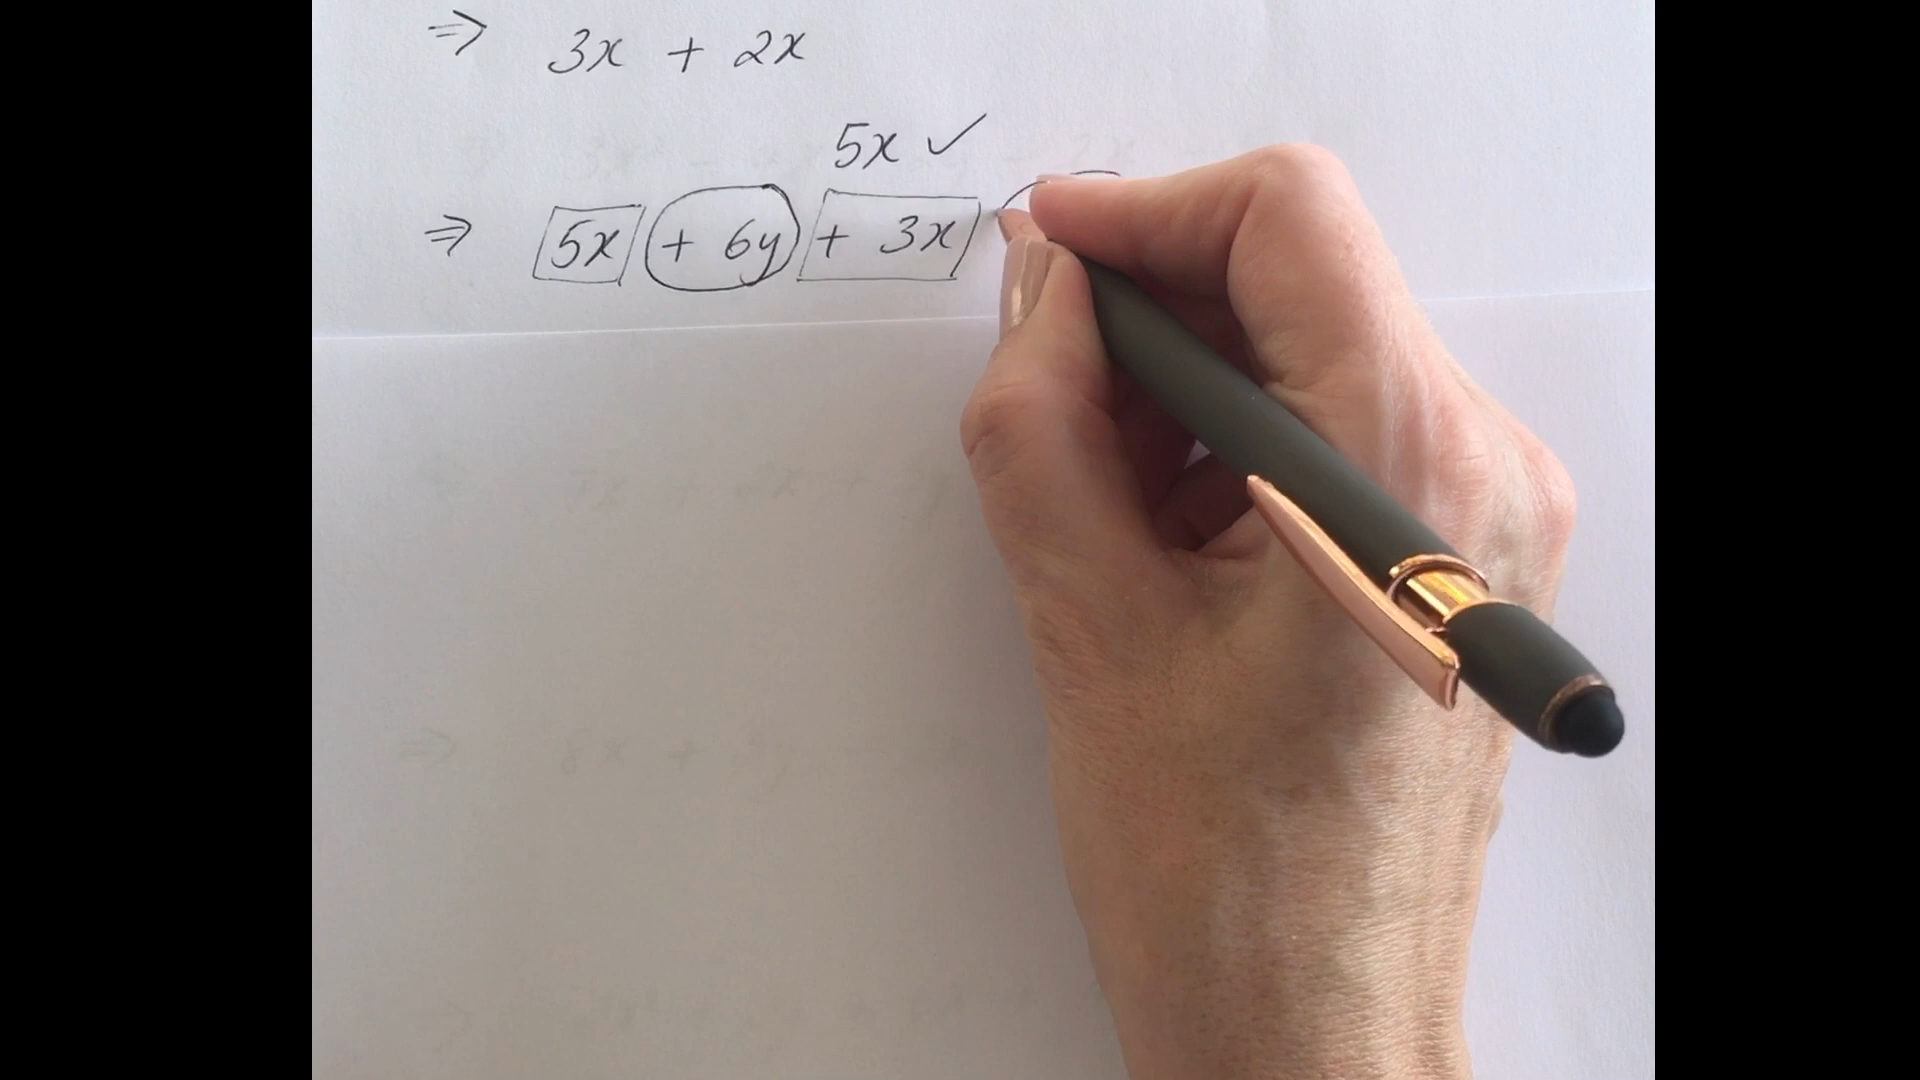 ⇒ 3x + 2x
5x ✓
⇒ 5x + 6y + 3x